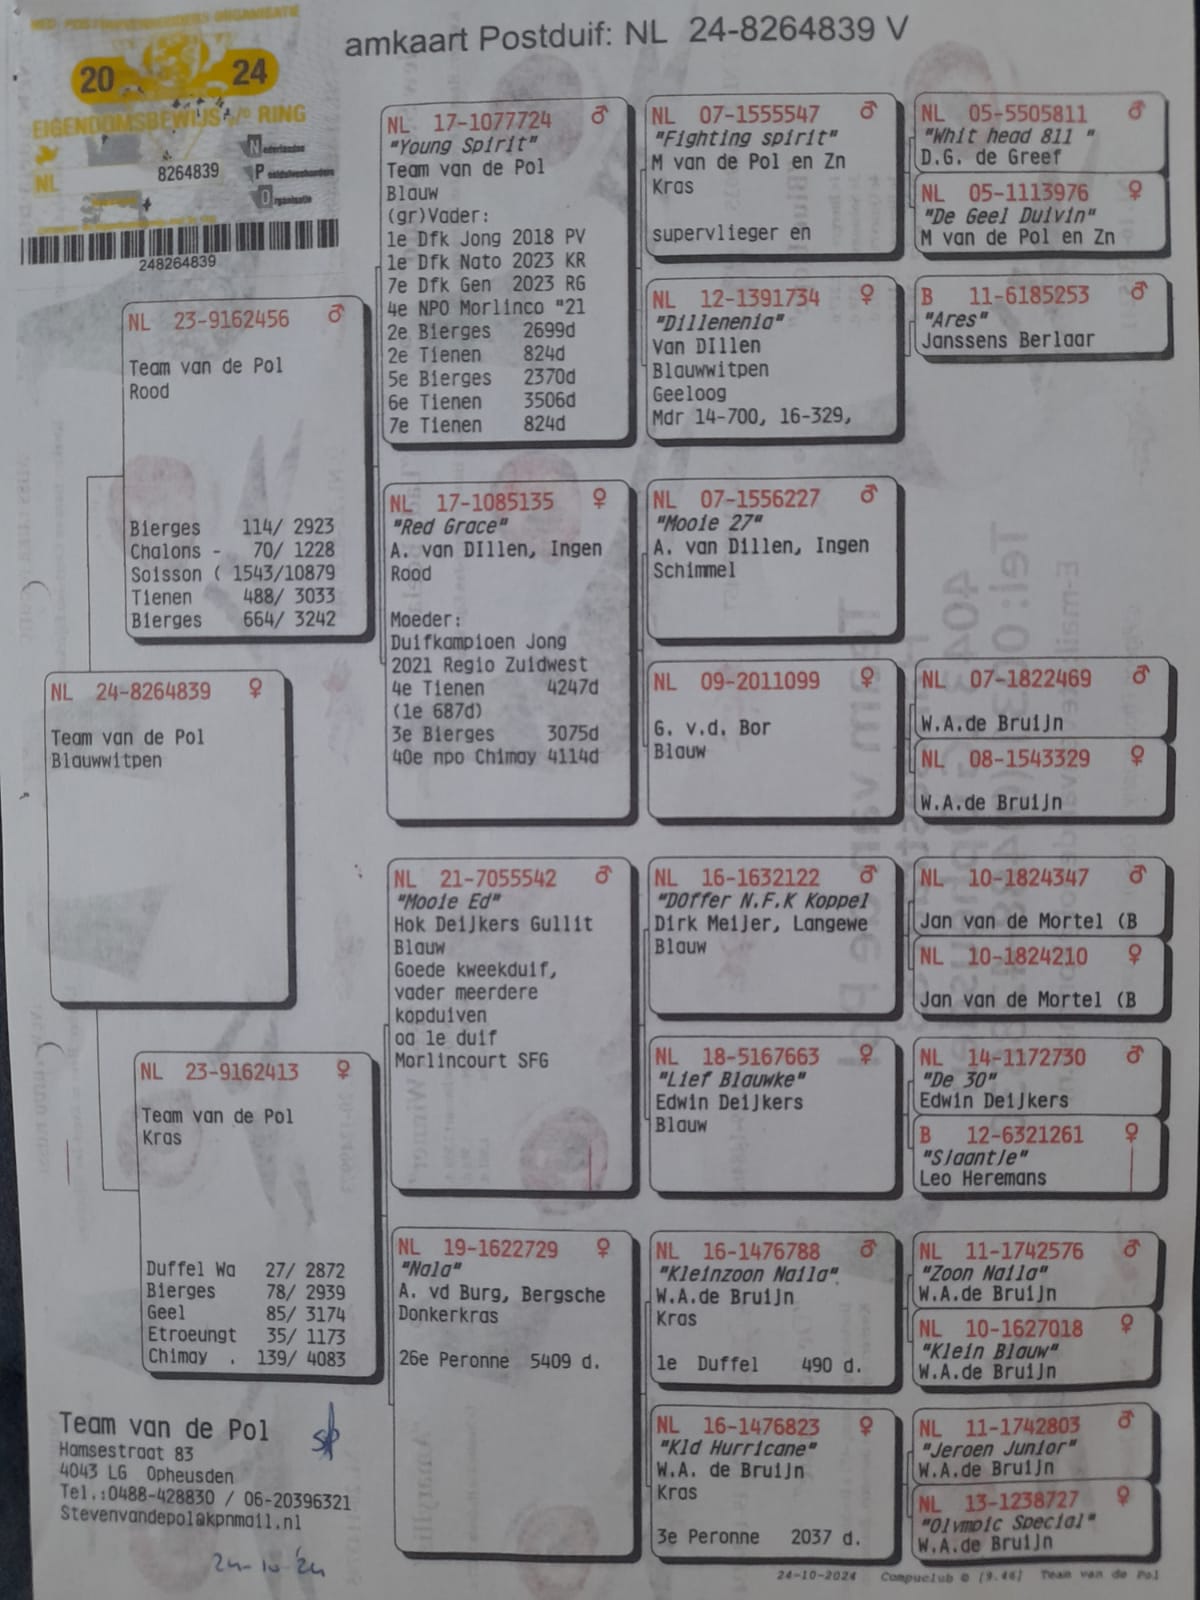 NED. POSTDUIVENHOUDERS ORGANISATIE
20 24
EIGENDOMSBEWIJS v/d RING
NL 8264839
Nederlandse
Postduivenhouders
Organisatie
248264839
amkaart Postduif: NL 24-8264839 V
NL 24-8264839 ♀
Team van de Pol
Blauwwitpen
NL 23-9162456 ♂
Team van de Pol
Rood
Bierges 114/ 2923
Chalons - 70/ 1228
Soisson ( 1543/10879
Tienen 488/ 3033
Bierges 664/ 3242
NL 23-9162413 ♀
Team van de Pol
Kras
Duffel Wa 27/ 2872
Bierges 78/ 2939
Geel 85/ 3174
Etroeungt 35/ 1173
Chimay . 139/ 4083
NL 17-1077724 ♂
"Young Spirit"
Team van de Pol
Blauw
(gr)Vader:
1e Dfk Jong 2018 PV
1e Dfk Nato 2023 KR
7e Dfk Gen 2023 RG
4e NPO Morlinco "21
2e Bierges 2699d
2e Tienen 824d
5e Bierges 2370d
6e Tienen 3506d
7e Tienen 824d
NL 17-1085135 ♀
"Red Grace"
A. van DIllen, Ingen
Rood
Moeder:
Duifkampioen Jong
2021 Regio Zuidwest
4e Tienen 4247d
(1e 687d)
3e Bierges 3075d
40e npo Chimay 4114d
NL 21-7055542 ♂
"Mooie Ed"
Hok Deijkers Gullit
Blauw
Goede kweekduif,
vader meerdere
kopduiven
oa 1e duif
Morlincourt SFG
NL 19-1622729 ♀
"Nala"
A. vd Burg, Bergsche
Donkerkras
26e Peronne 5409 d.
NL 07-1555547 ♂
"Fighting spirit"
M van de Pol en Zn
Kras
supervlieger en
NL 12-1391734 ♀
"Dillenenia"
Van DIllen
Blauwwitpen
Geeloog
Mdr 14-700, 16-329,
NL 07-1556227 ♂
"Mooie 27"
A. van Dillen, Ingen
Schimmel
NL 09-2011099 ♀
G. v.d. Bor
Blauw
NL 16-1632122 ♂
"DOffer N.F.K Koppel
Dirk Meijer, Langewe
Blauw
NL 18-5167663 ♀
"Lief Blauwke"
Edwin Deijkers
Blauw
NL 16-1476788 ♂
"Kleinzoon Naila".
W.A.de Bruijn
Kras
1e Duffel 490 d.
NL 16-1476823 ♀
"Kid Hurricane"
W.A. de Bruijn
Kras
3e Peronne 2037 d.
NL 05-5505811 ♂
"Whit head 811 "
D.G. de Greef
NL 05-1113976 ♀
"De Geel Duivin"
M van de Pol en Zn
B 11-6185253 ♂
"Ares"
Janssens Berlaar
NL 07-1822469 ♂
W.A.de Bruijn
NL 08-1543329 ♀
W.A.de Bruijn
NL 10-1824347 ♂
Jan van de Mortel (B
NL 10-1824210 ♀
Jan van de Mortel (B
NL 14-1172730 ♂
"De 30"
Edwin Deijkers
B 12-6321261 ♀
"Sjaantje"
Leo Heremans
NL 11-1742576 ♂
"Zoon Naila"
W.A.de Bruijn
NL 10-1627018 ♀
"Klein Blauw"
W.A.de Bruijn
NL 11-1742803 ♂
"Jeroen Junior"
W.A.de Bruijn
NL 13-1238727 ♀
"Olympic Special"
W.A.de Bruijn
Team van de Pol
Hamsestraat 83
4043 LG Opheusden
Tel.:0488-428830 / 06-20396321
Stevenvandepol@kpnmail.nl
24-10-'24
24-10-2024 Compuclub © [9.46] Team van de Pol